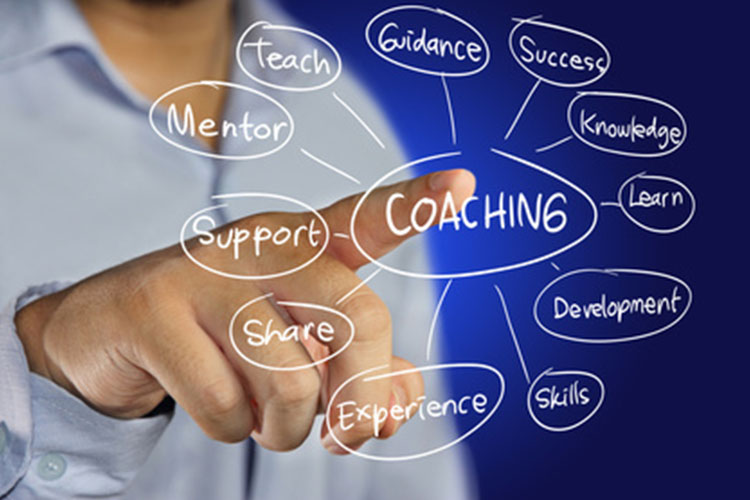 Teach
Guidance
Success
Mentor
Knowledge
COACHING
Learn
Support
Development
Share
Experience
Skills